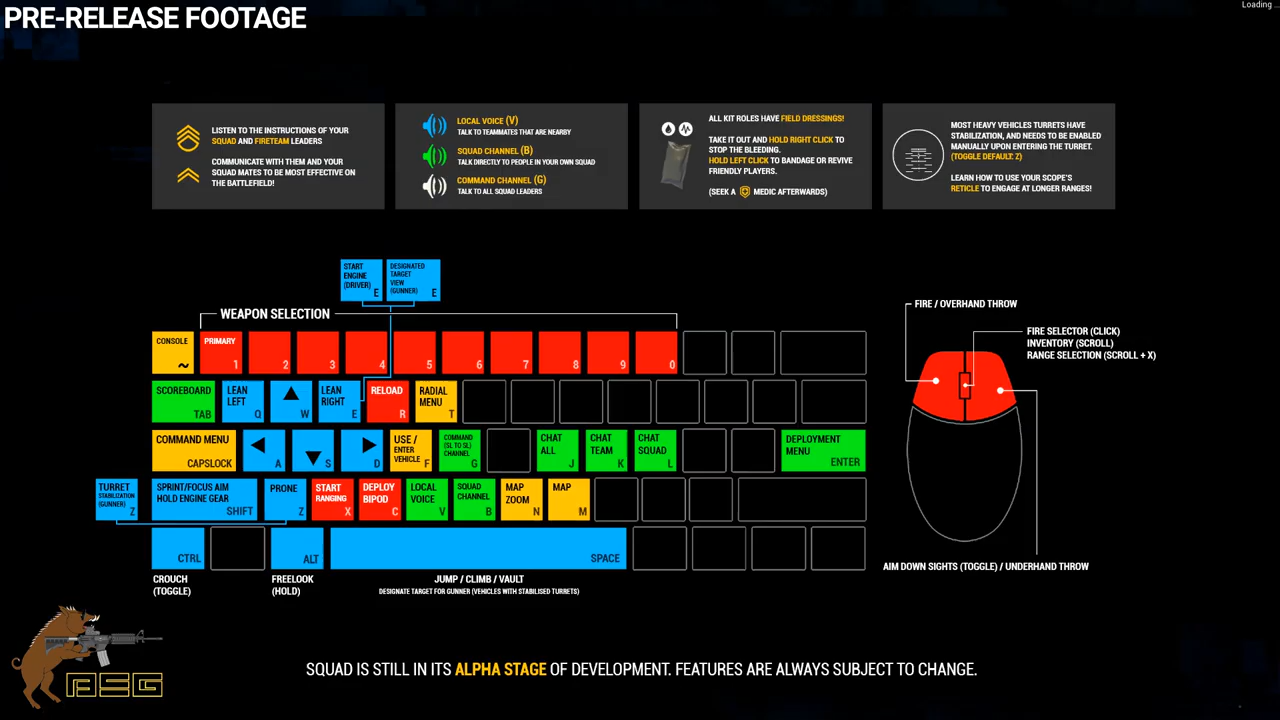 PRE-RELEASE FOOTAGE
Loading ...
LISTEN TO THE INSTRUCTIONS OF YOUR
SQUAD AND FIRETEAM LEADERS
COMMUNICATE WITH THEM AND YOUR
SQUAD MATES TO BE MOST EFFECTIVE ON
THE BATTLEFIELD!
LOCAL VOICE (V)
TALK TO TEAMMATES THAT ARE NEARBY
SQUAD CHANNEL (B)
TALK DIRECTLY TO PEOPLE IN YOUR OWN SQUAD
COMMAND CHANNEL (G)
TALK TO ALL SQUAD LEADERS
ALL KIT ROLES HAVE FIELD DRESSINGS!
TAKE IT OUT AND HOLD RIGHT CLICK TO
STOP THE BLEEDING.
HOLD LEFT CLICK TO BANDAGE OR REVIVE
FRIENDLY PLAYERS.
(SEEK A MEDIC AFTERWARDS)
MOST HEAVY VEHICLES TURRETS HAVE
STABILIZATION, AND NEEDS TO BE ENABLED
MANUALLY UPON ENTERING THE TURRET.
(TOGGLE DEFAULT: Z)
LEARN HOW TO USE YOUR SCOPE'S
RETICLE TO ENGAGE AT LONGER RANGES!
START
ENGINE
(DRIVER)
E
DESIGNATED
TARGET
VIEW
(GUNNER)
E
WEAPON SELECTION
CONSOLE
~
PRIMARY
1
2
3
4
5
6
7
8
9
0
SCOREBOARD
TAB
LEAN
LEFT
Q
W
LEAN
RIGHT
E
RELOAD
R
RADIAL
MENU
T
COMMAND MENU
CAPSLOCK
A
S
D
USE /
ENTER
VEHICLE
F
COMMAND
(SL TO SL)
CHANNEL
G
CHAT
ALL
J
CHAT
TEAM
K
CHAT
SQUAD
L
DEPLOYMENT
MENU
ENTER
TURRET
STABILIZATION
(GUNNER)
Z
SPRINT/FOCUS AIM
HOLD ENGINE GEAR
SHIFT
PRONE
Z
START
RANGING
X
DEPLOY
BIPOD
C
LOCAL
VOICE
V
SQUAD
CHANNEL
B
MAP
ZOOM
N
MAP
M
CTRL
ALT
SPACE
CROUCH
(TOGGLE)
FREELOOK
(HOLD)
JUMP / CLIMB / VAULT
DESIGNATE TARGET FOR GUNNER (VEHICLES WITH STABILISED TURRETS)
FIRE / OVERHAND THROW
FIRE SELECTOR (CLICK)
INVENTORY (SCROLL)
RANGE SELECTION (SCROLL + X)
AIM DOWN SIGHTS (TOGGLE) / UNDERHAND THROW
ASG
SQUAD IS STILL IN ITS ALPHA STAGE OF DEVELOPMENT. FEATURES ARE ALWAYS SUBJECT TO CHANGE.